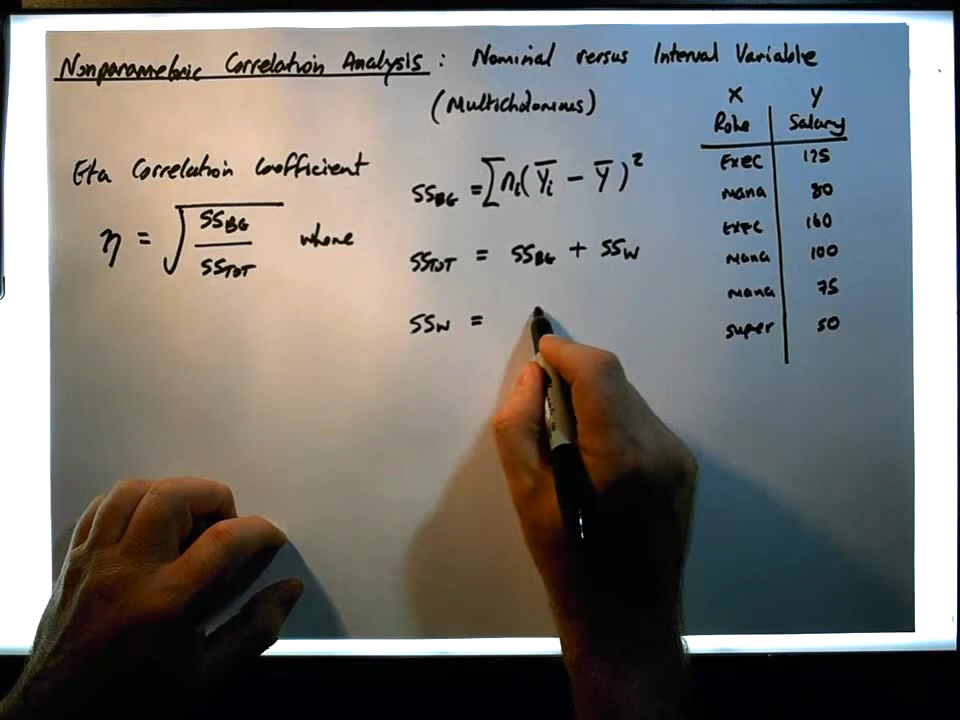 Nonparametric Correlation Analysis : Nominal versus Interval Variable
(Multichotomous)
Eta Correlation Coefficient
η = √ SSBG / SSTOT where
SSBG = Σ ni (Ȳi - Ȳ)²
SSTOT = SSBG + SSW
SSW =
X Y
Role Salary
Exec 125
Mana 80
Exec 160
Mana 100
Mana 75
Super 50